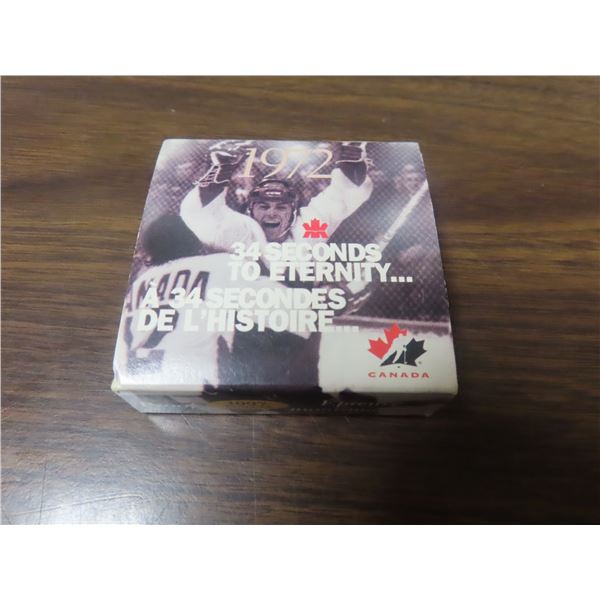 1972
34 SECONDS
TO ETERNITY...
À 34 SECONDES
DE L'HISTOIRE...
CANADA